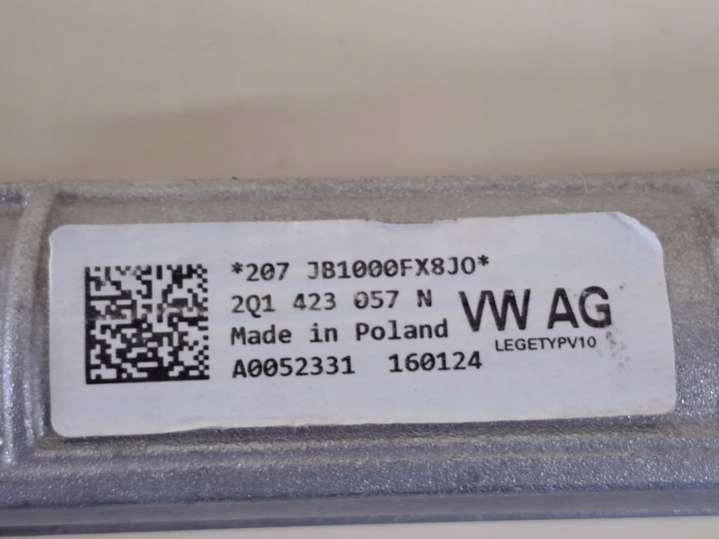 *207 JB1000FX8JO*
2Q1 423 057 N
Made in Poland
A0052331 160124
VW AG
LEGETYPV10